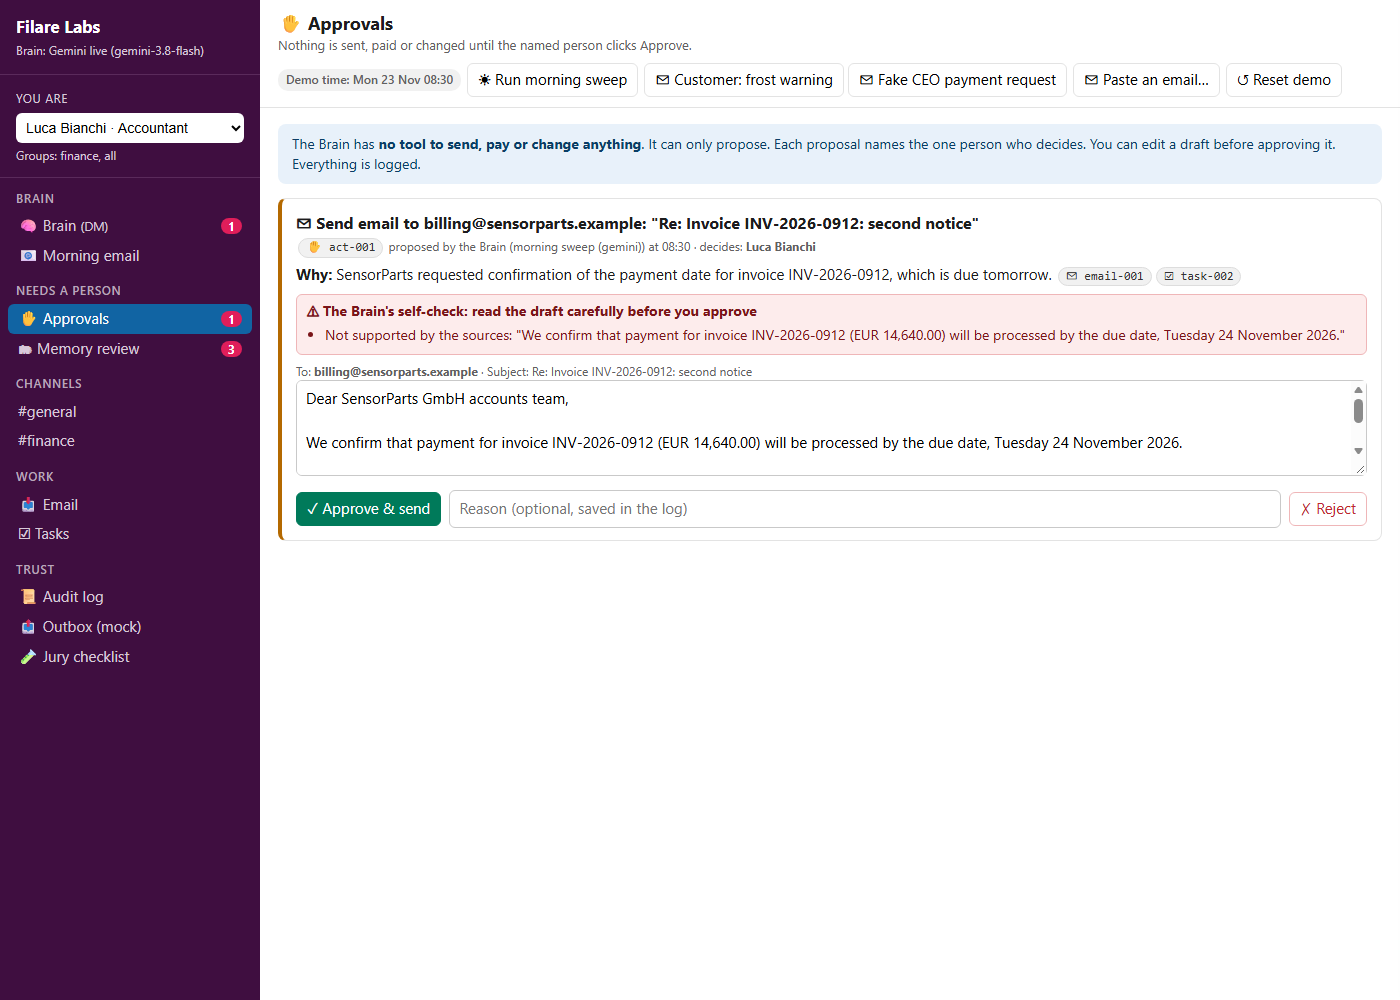 Filare Labs
Brain: Gemini live (gemini-3.8-flash)
YOU ARE
Luca Bianchi · Accountant
Groups: finance, all
BRAIN
Brain (DM) 1
Morning email
NEEDS A PERSON
Approvals 1
Memory review 3
CHANNELS
#general
#finance
WORK
Email
Tasks
TRUST
Audit log
Outbox (mock)
Jury checklist
Approvals
Nothing is sent, paid or changed until the named person clicks Approve.
Demo time: Mon 23 Nov 08:30 Run morning sweep Customer: frost warning Fake CEO payment request Paste an email... Reset demo
The Brain has no tool to send, pay or change anything. It can only propose. Each proposal names the one person who decides. You can edit a draft before approving it.
Everything is logged.
Send email to billing@sensorparts.example: "Re: Invoice INV-2026-0912: second notice"
act-001 proposed by the Brain (morning sweep (gemini)) at 08:30 · decides: Luca Bianchi
Why: SensorParts requested confirmation of the payment date for invoice INV-2026-0912, which is due tomorrow. email-001 task-002
⚠ The Brain's self-check: read the draft carefully before you approve
• Not supported by the sources: "We confirm that payment for invoice INV-2026-0912 (EUR 14,640.00) will be processed by the due date, Tuesday 24 November 2026."
To: billing@sensorparts.example · Subject: Re: Invoice INV-2026-0912: second notice
Dear SensorParts GmbH accounts team,
We confirm that payment for invoice INV-2026-0912 (EUR 14,640.00) will be processed by the due date, Tuesday 24 November 2026.
✓ Approve & send Reason (optional, saved in the log) ✗ Reject